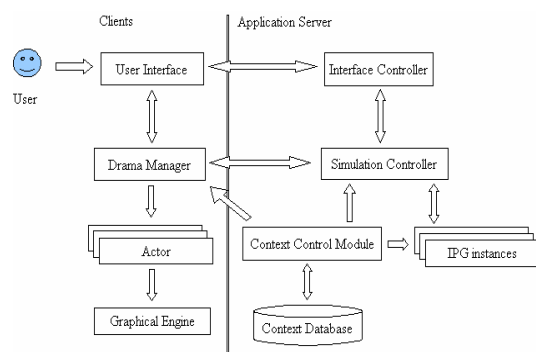 Clients
Application Server
User
User Interface
Interface Controller
Drama Manager
Simulation Controller
Actor
Context Control Module
IPG instances
Graphical Engine
Context Database